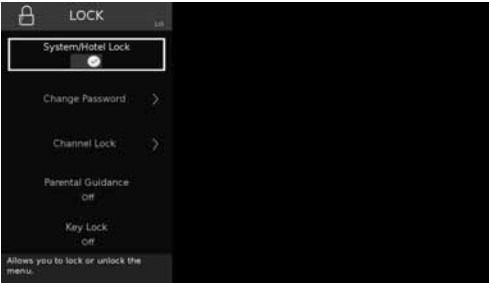 LOCK
System/Hotel Lock
Change Password
Channel Lock
Parental Guidance
Off
Key Lock
Off
Allows you to lock or unlock the
menu.